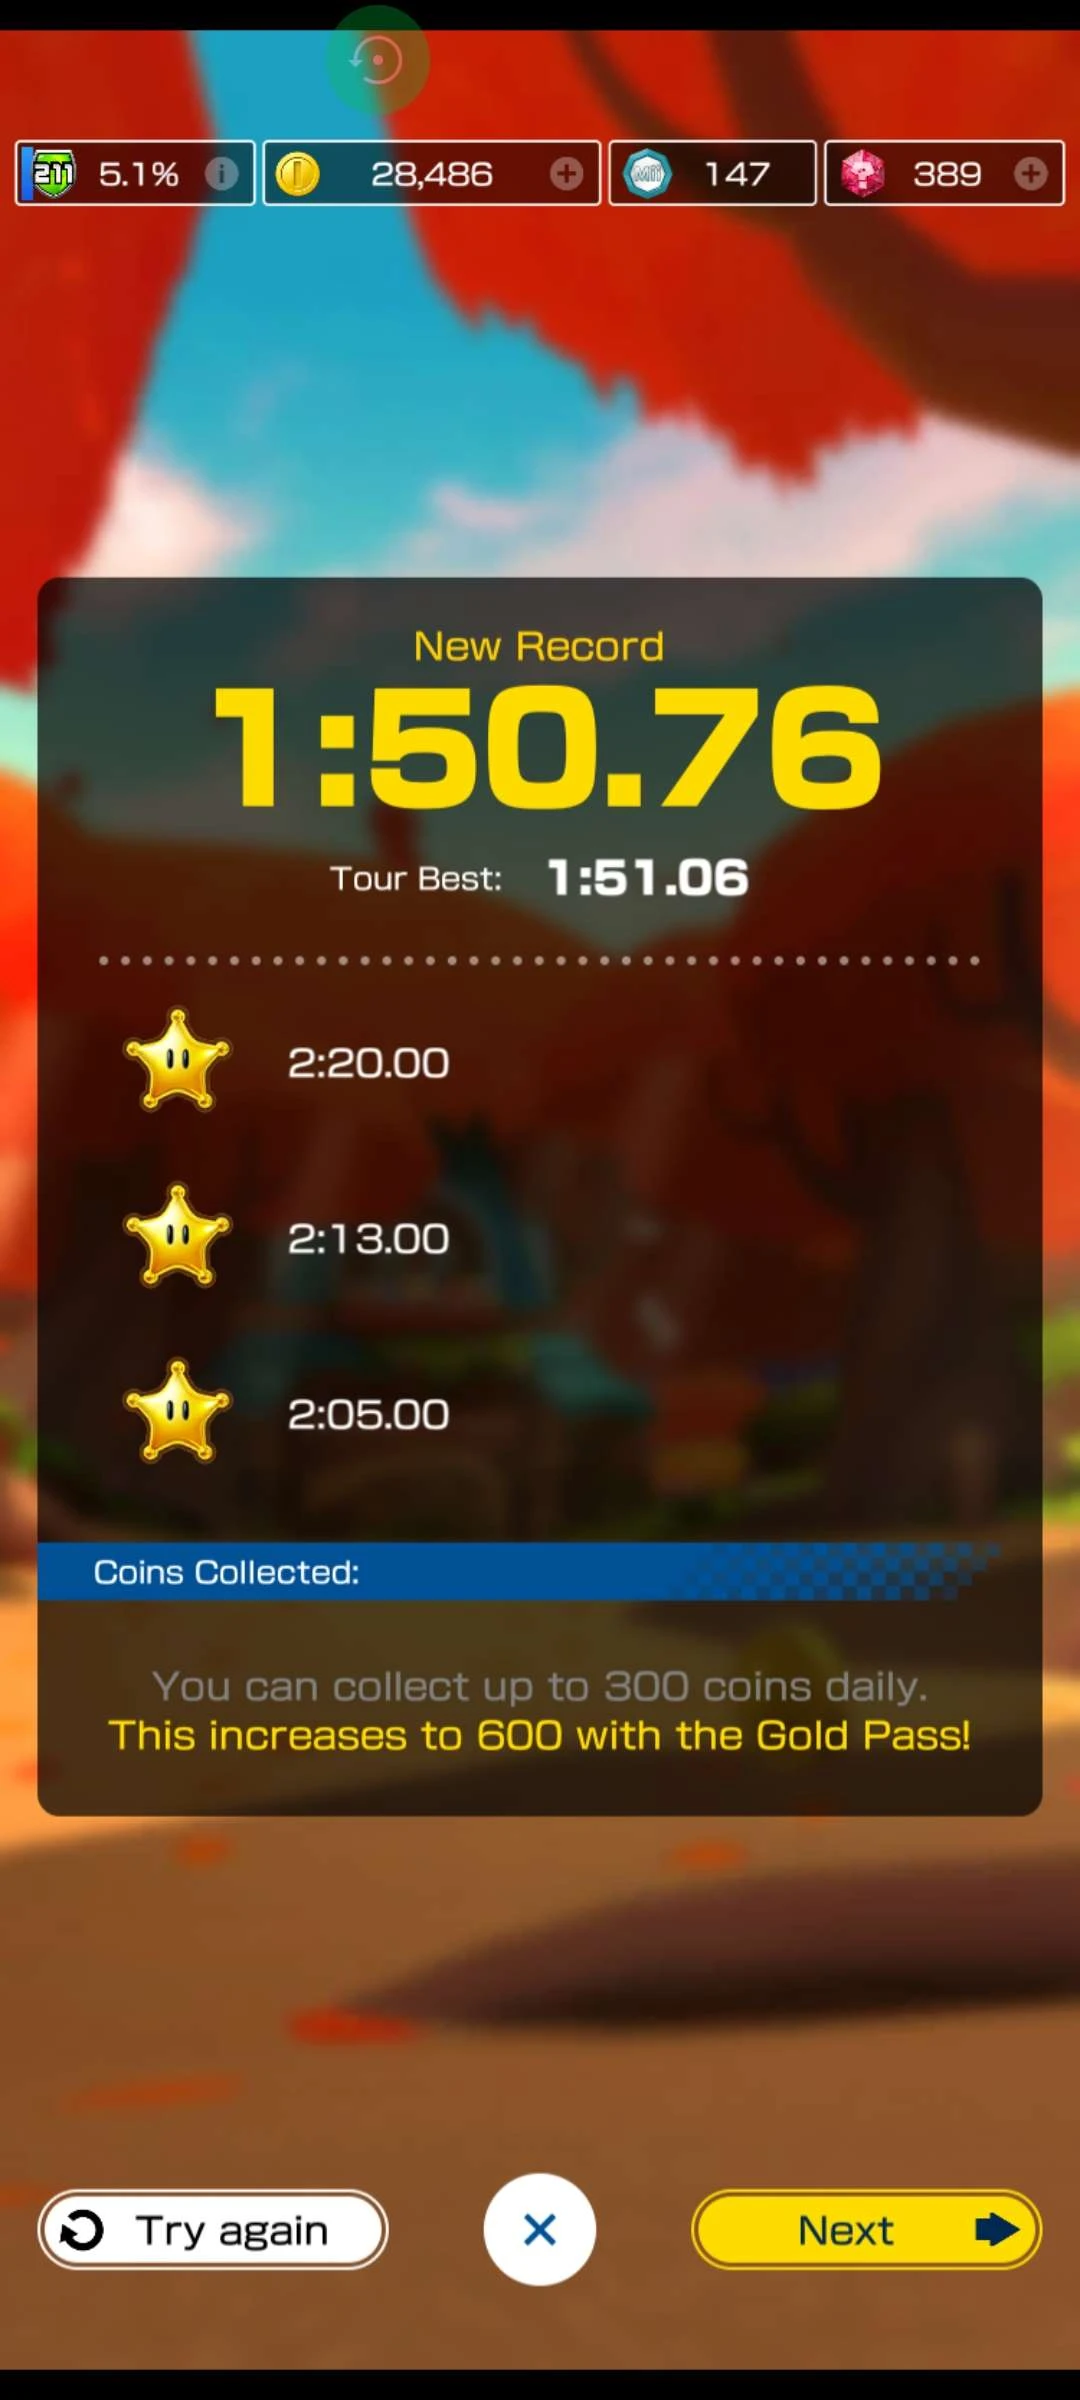 211 5.1% i 28,486 + Mii 147 ? 389 +
New Record
1:50.76
Tour Best: 1:51.06
2:20.00
2:13.00
2:05.00
Coins Collected:
You can collect up to 300 coins daily.
This increases to 600 with the Gold Pass!
Try again × Next